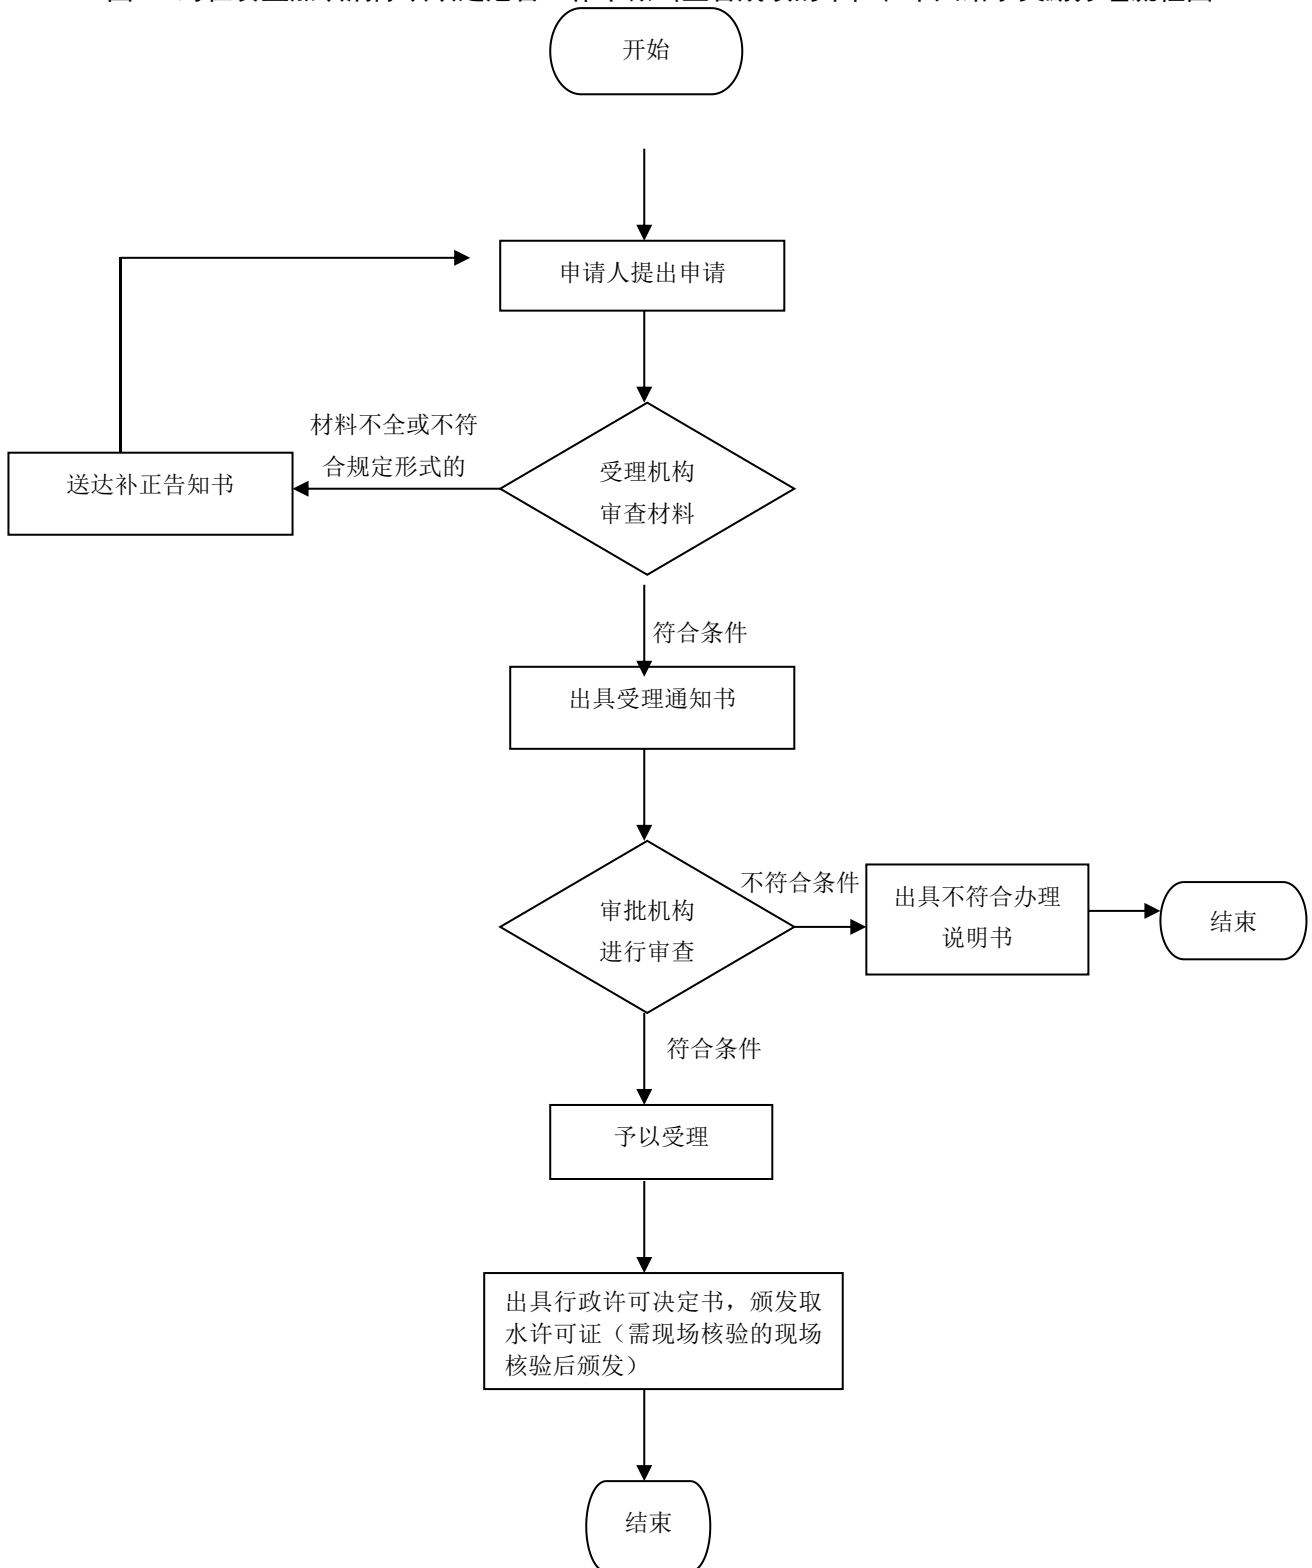 开始
申请人提出申请
材料不全或不符
合规定形式的
送达补正告知书
受理机构
审查材料
符合条件
出具受理通知书
不符合条件
审批机构
进行审查
出具不符合办理
说明书
结束
符合条件
予以受理
出具行政许可决定书，颁发取
水许可证（需现场核验的现场
核验后颁发）
结束